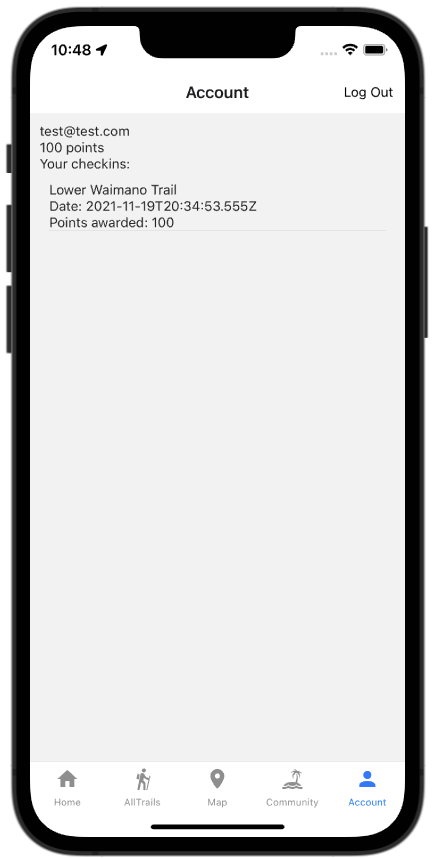 10:48
Account
Log Out
test@test.com
100 points
Your checkins:
Lower Waimano Trail
Date: 2021-11-19T20:34:53.555Z
Points awarded: 100
Home
AllTrails
Map
Community
Account